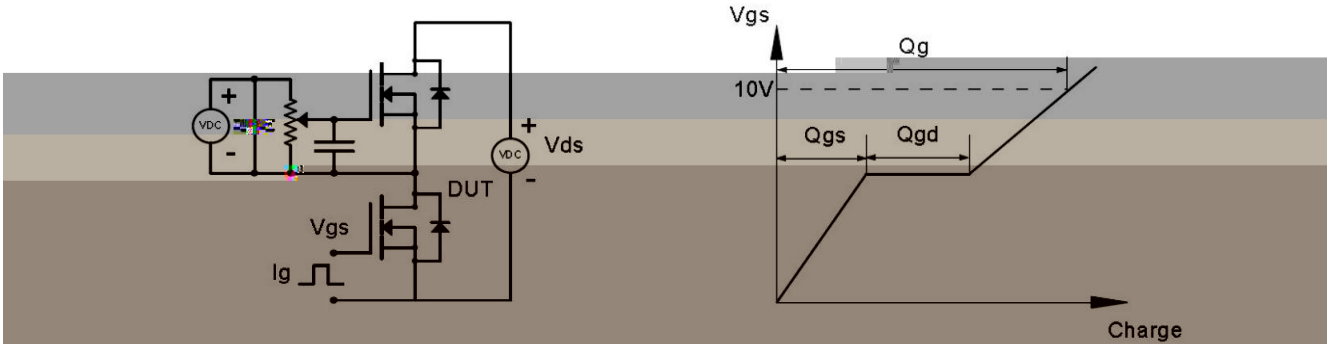 Vgs
Qg
10V
+
VDC
-
+
VDC
-
Vds
Qgs
Qgd
DUT
Vgs
Ig
Charge